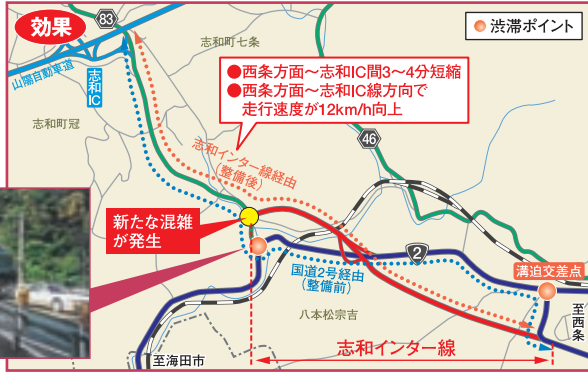 効果
83
志和町七条
渋滞ポイント
山陽自動車道
志和IC
●西条方面～志和IC間3～4分短縮
●西条方面～志和IC線方向で
走行速度が12km/h向上
志和町冠
46
志和インター線経由
（整備後）
新たな混雑
が発生
2
溝迫交差点
国道2号経由
（整備前）
八本松宗吉
至西条
志和インター線
至海田市